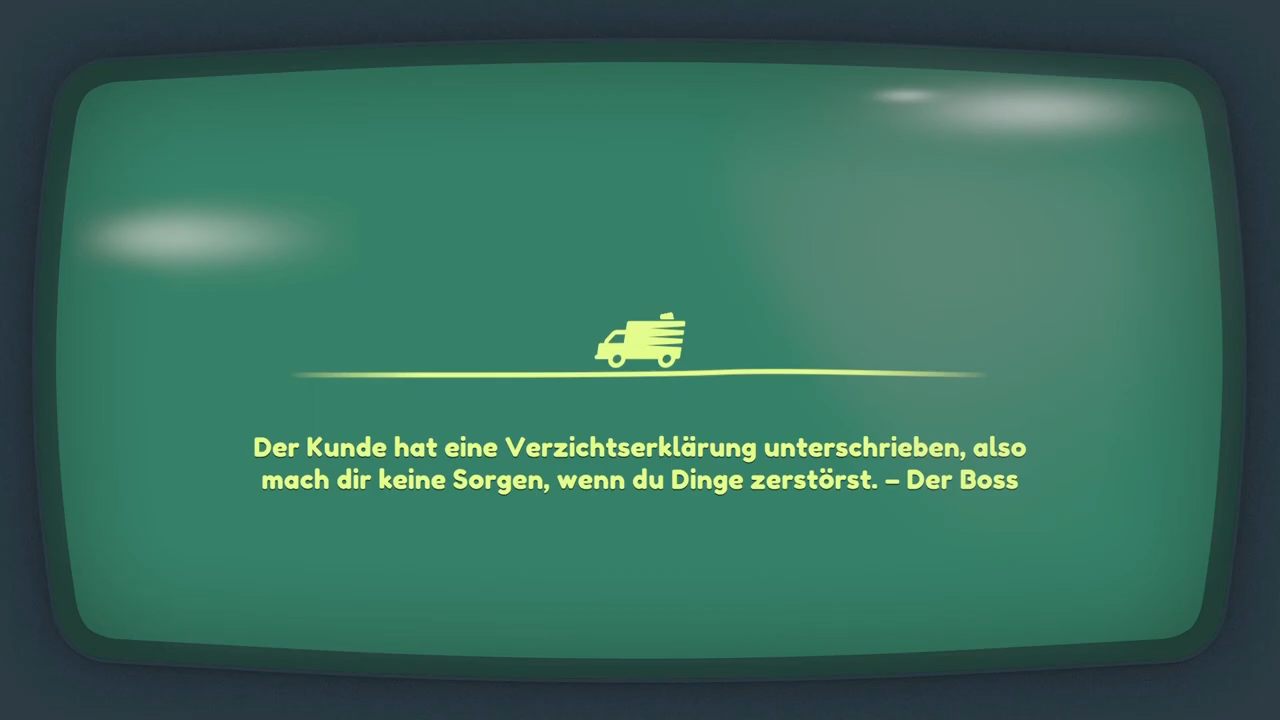 Der Kunde hat eine Verzichtserklärung unterschrieben, also
mach dir keine Sorgen, wenn du Dinge zerstörst. – Der Boss